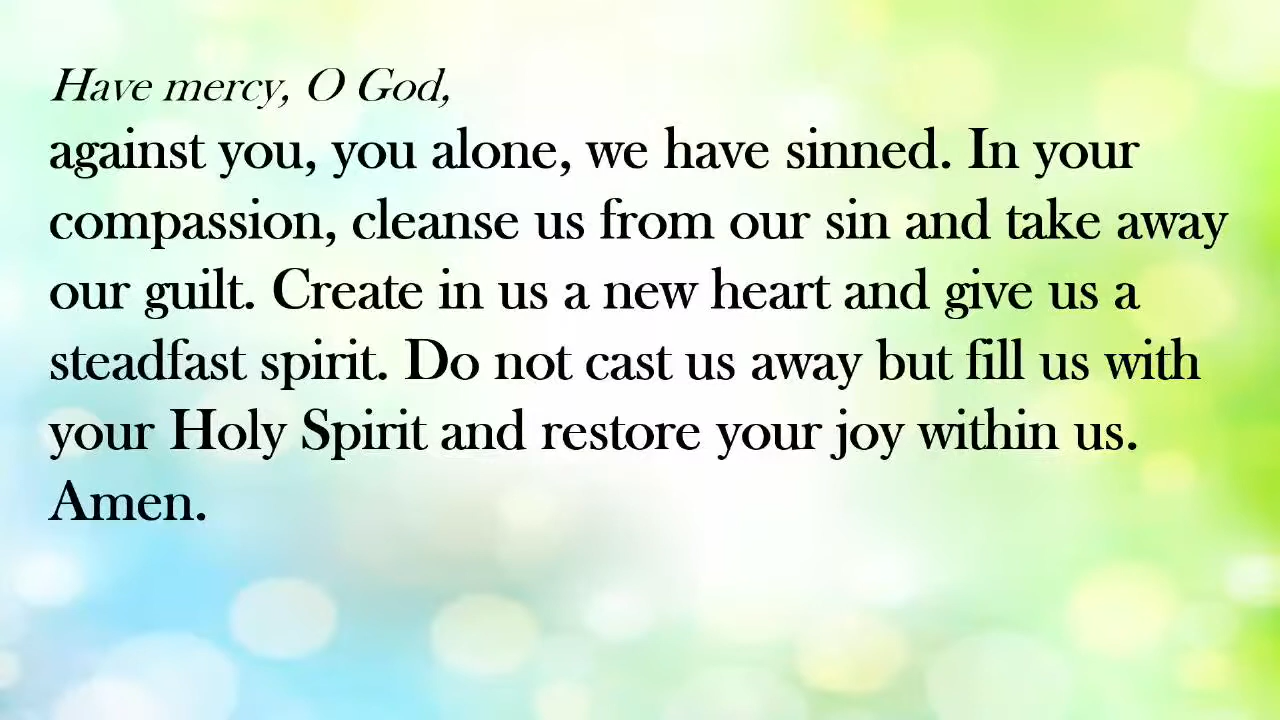 Have mercy, O God,
against you, you alone, we have sinned. In your
compassion, cleanse us from our sin and take away
our guilt. Create in us a new heart and give us a
steadfast spirit. Do not cast us away but fill us with
your Holy Spirit and restore your joy within us.
Amen.